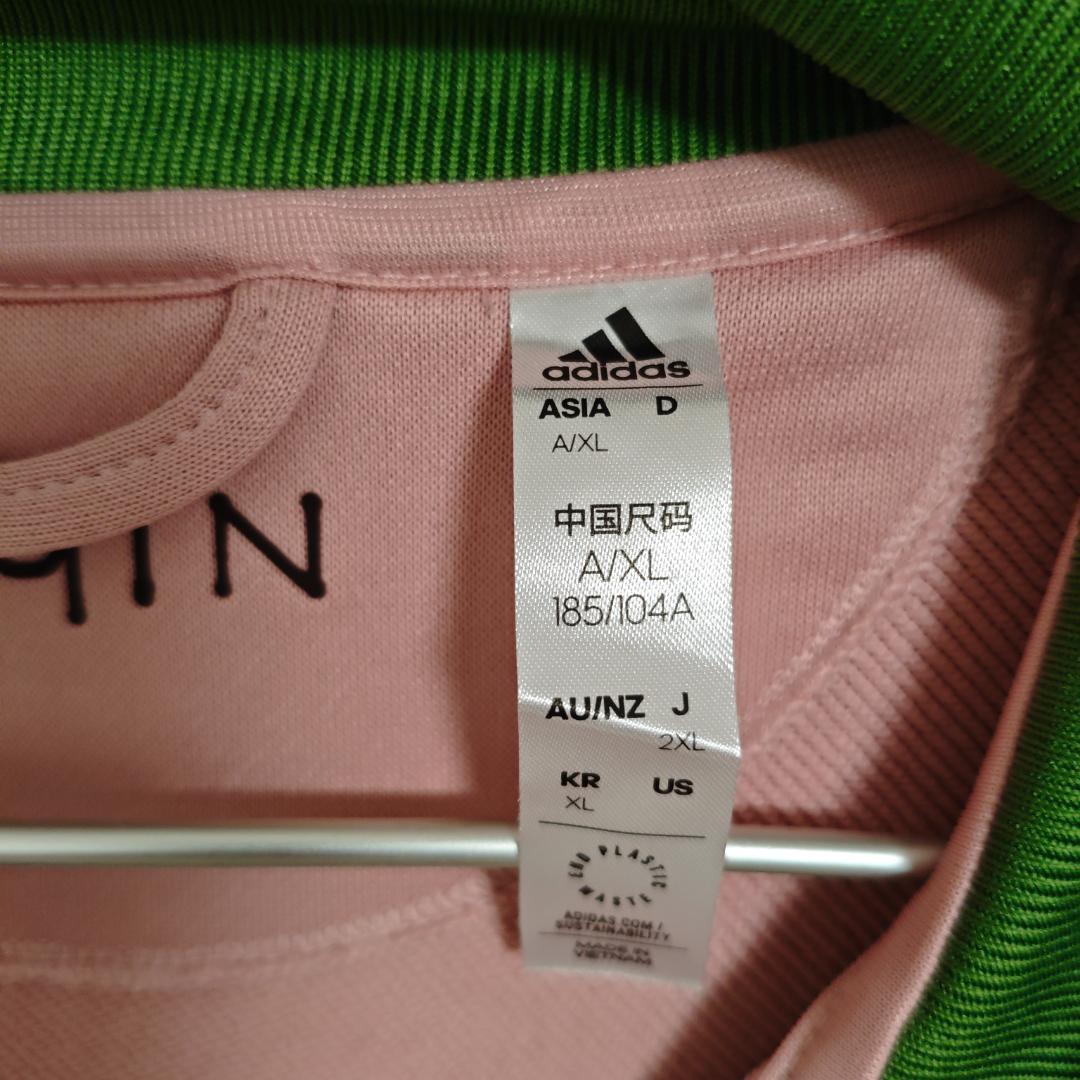 adidas
ASIA D
A/XL
中国尺码
A/XL
185/104A
AU/NZ J
2XL
KR US
XL
END PLASTIC WASTE
ADIDAS.COM/
SUSTAINABILITY
MADE IN
VIETNAM